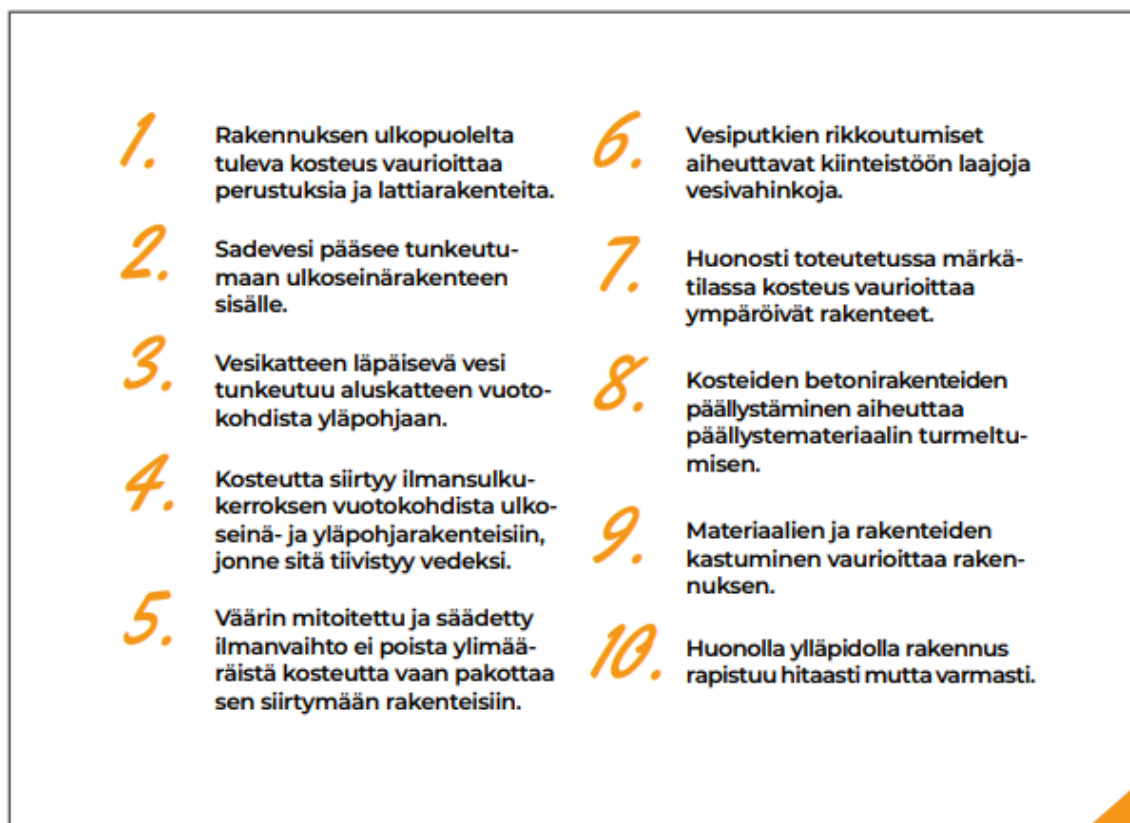 1.
Rakennuksen ulkopuolelta
tuleva kosteus vaurioittaa
perustuksia ja lattiarakenteita.
2.
Sadevesi pääsee tunkeutu-
maan ulkoseinärakenteen
sisälle.
3.
Vesikatteen läpäisevä vesi
tunkeutuu aluskatteen vuoto-
kohdista yläpohjaan.
4.
Kosteutta siirtyy ilmansulku-
kerroksen vuotokohdista ulko-
seinä- ja yläpohjarakenteisiin,
jonne sitä tiivistyy vedeksi.
5.
Väärin mitoitettu ja säädetty
ilmanvaihto ei poista ylimää-
räistä kosteutta vaan pakottaa
sen siirtymään rakenteisiin.
6.
Vesiputkien rikkoutumiset
aiheuttavat kiinteistöön laajoja
vesivahinkoja.
7.
Huonosti toteutetussa märkä-
tilassa kosteus vaurioittaa
ympäröivät rakenteet.
8.
Kosteiden betonirakenteiden
päällystäminen aiheuttaa
päällystemateriaalin turmeltu-
misen.
9.
Materiaalien ja rakenteiden
kastuminen vaurioittaa raken-
nuksen.
10.
Huonolla ylläpidolla rakennus
rapistuu hitaasti mutta varmasti.